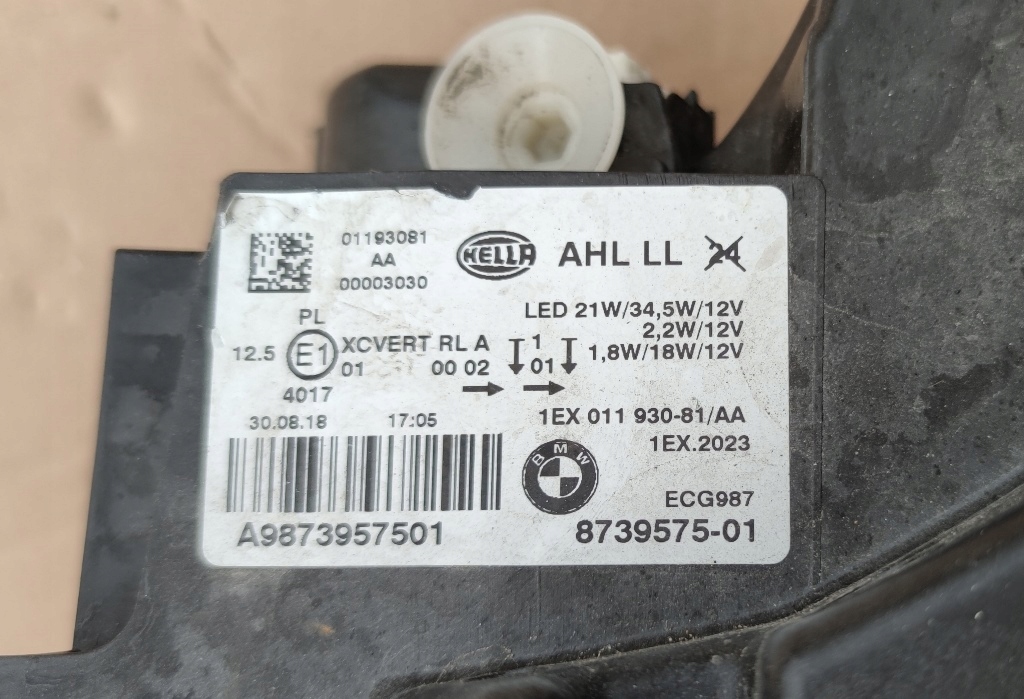 01193081
AA
00003030
HELLA
AHL LL 24
LED 21W/34,5W/12V
2,2W/12V
1,8W/18W/12V
PL
12.5 E1 XCVERT RL A 1
01 00 02 01
4017
30.08.18 17:05
1EX 011 930-81/AA
1EX.2023
BMW
ECG987
A9873957501
8739575-01